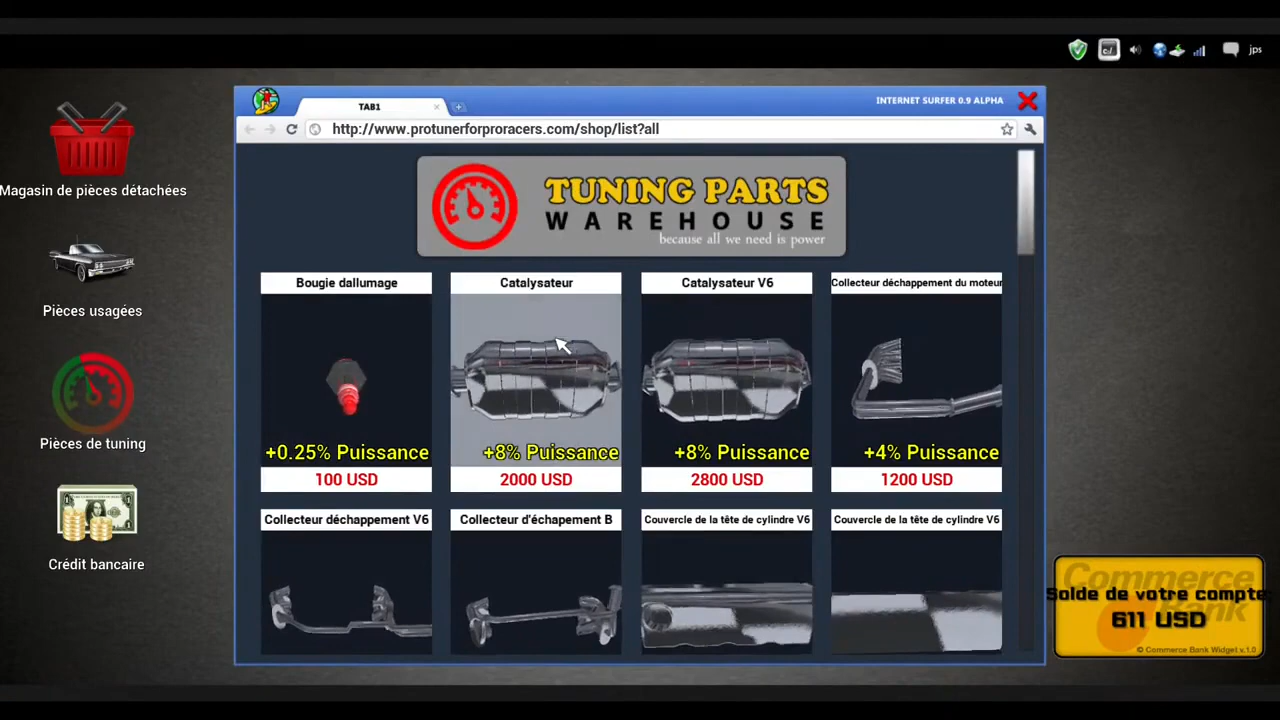 jps
TAB1
INTERNET SURFER 0.9 ALPHA
http://www.protunerforproracers.com/shop/list?all
TUNING PARTS
WAREHOUSE
because all we need is power
Magasin de pièces détachées
Pièces usagées
Pièces de tuning
Crédit bancaire
Bougie dallumage
+0.25% Puissance
100 USD
Catalysateur
+8% Puissance
2000 USD
Catalysateur V6
+8% Puissance
2800 USD
Collecteur déchappement du moteur
+4% Puissance
1200 USD
Collecteur déchappement V6
Collecteur d'échapement B
Couvercle de la tête de cylindre V6
Couvercle de la tête de cylindre V6
Commerce
Bank
Solde de votre compte:
611 USD
© Commerce Bank Widget v.1.0